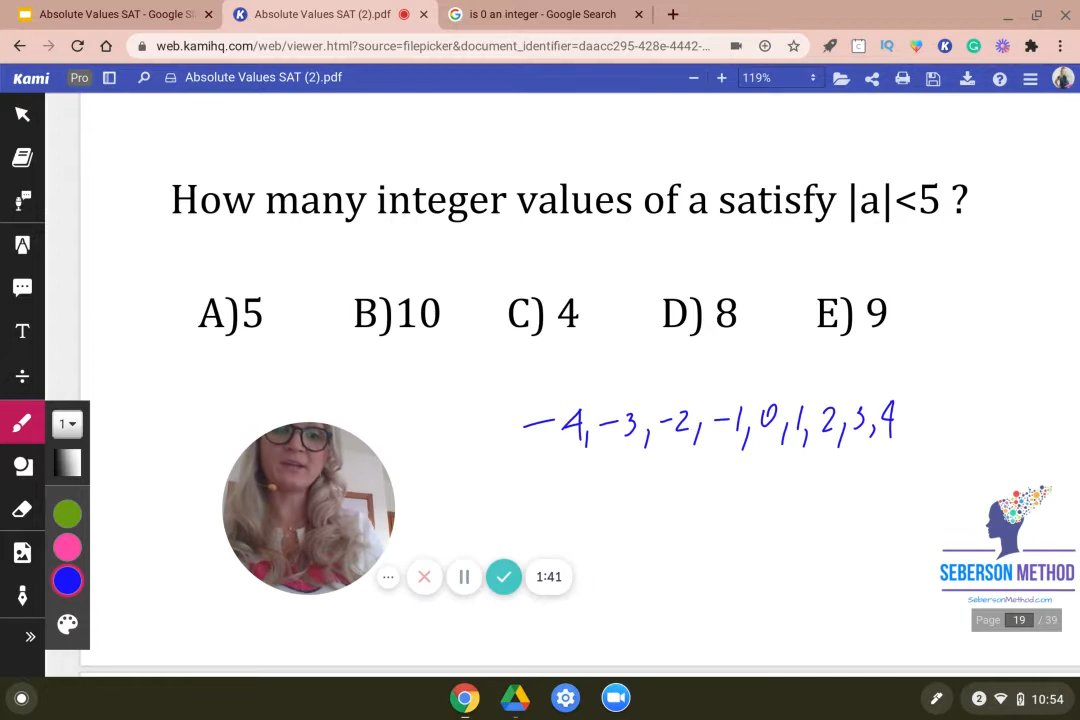 Absolute Values SAT - Google Sl
Absolute Values SAT (2).pdf
is 0 an integer - Google Search
web.kamihq.com/web/viewer.html?source=filepicker&document_identifier=daacc295-428e-4442-...
Kami Pro Absolute Values SAT (2).pdf 119%
How many integer values of a satisfy |a|<5 ?
A)5 B)10 C) 4 D) 8 E) 9
-4, -3, -2, -1, 0, 1, 2, 3, 4
1
1:41
SEBERSON METHOD
SebersonMethod.com
Page 19 / 39
2 10:54